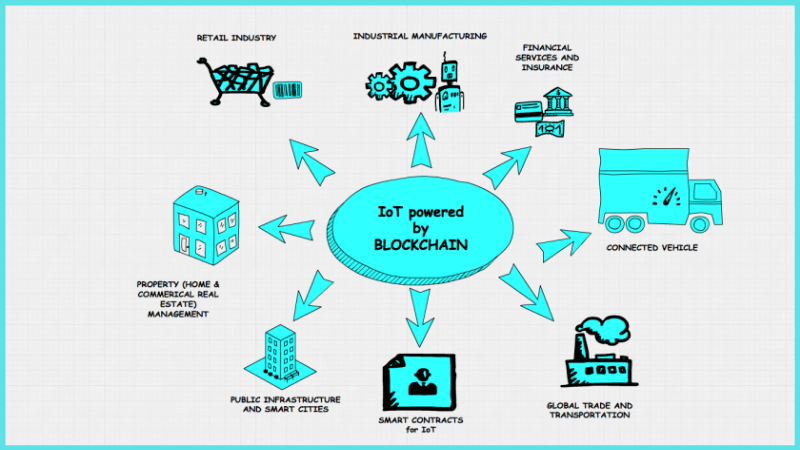 RETAIL INDUSTRY
INDUSTRIAL MANUFACTURING
FINANCIAL
SERVICES AND
INSURANCE
IoT powered
by
BLOCKCHAIN
CONNECTED VEHICLE
PROPERTY (HOME &
COMMERICAL REAL
ESTATE)
MANAGEMENT
PUBLIC INFRASTRUCTURE
AND SMART CITIES
SMART CONTRACTS
for IoT
GLOBAL TRADE AND
TRANSPORTATION